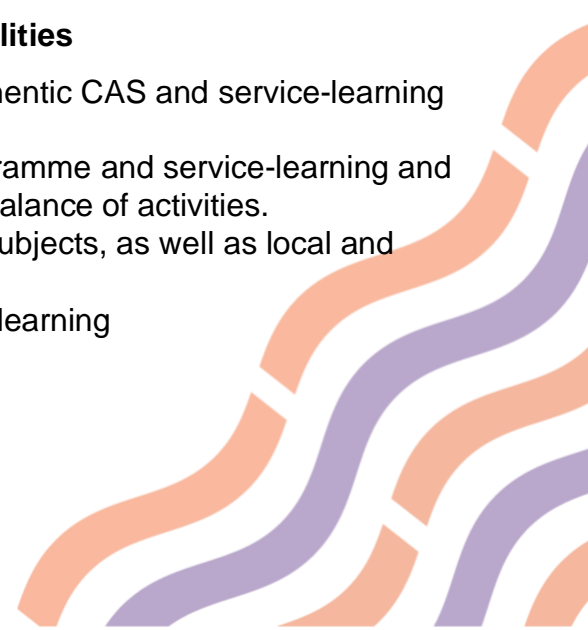 lities
nentic CAS and service-learning
ramme and service-learning and
alance of activities.
ubjects, as well as local and
learning